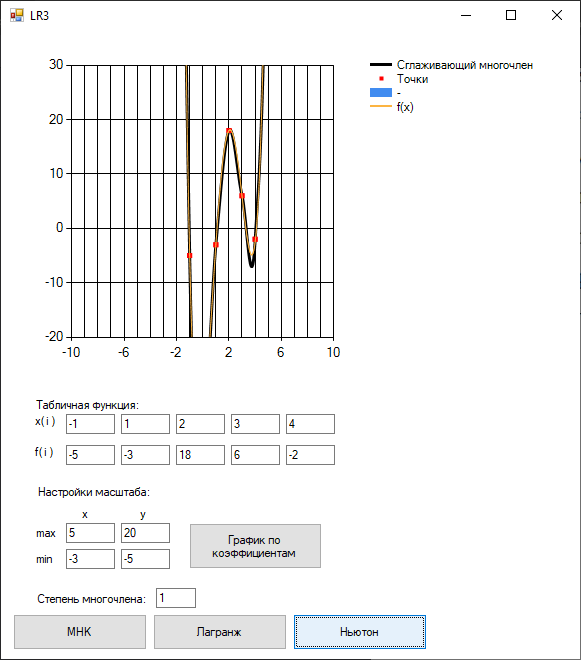 LR3
Сглаживающий многочлен
Точки
-
f(x)
30
20
10
0
-10
-20
-10 -6 -2 2 6 10
Табличная функция:
x(i) -1 1 2 3 4
f(i) -5 -3 18 6 -2
Настройки масштаба:
x y
max 5 20
min -3 -5
График по
коэффициентам
Степень многочлена: 1
МНК Лагранж Ньютон